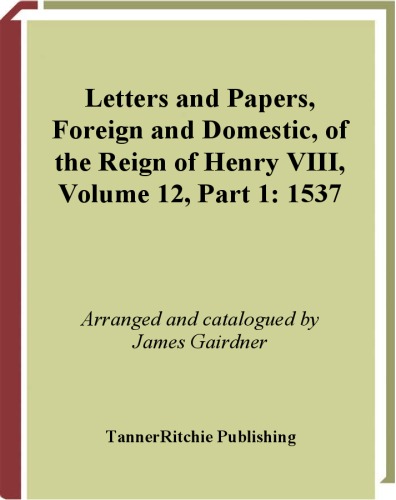 Letters and Papers,
Foreign and Domestic, of
the Reign of Henry VIII,
Volume 12, Part 1: 1537
Arranged and catalogued by
James Gairdner
TannerRitchie Publishing